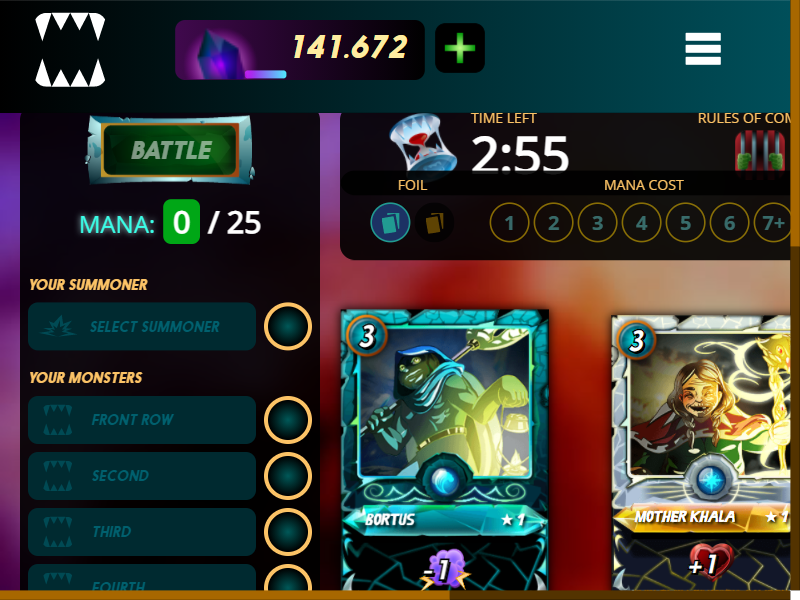 141.672
BATTLE
MANA: 0 / 25
YOUR SUMMONER
SELECT SUMMONER
YOUR MONSTERS
FRONT ROW
SECOND
THIRD
FOURTH
TIME LEFT
2:55
RULES OF COM
FOIL
MANA COST
1 2 3 4 5 6 7+
3
BORTUS
★ 1
-1
3
MOTHER KHALA
★ 1
+1